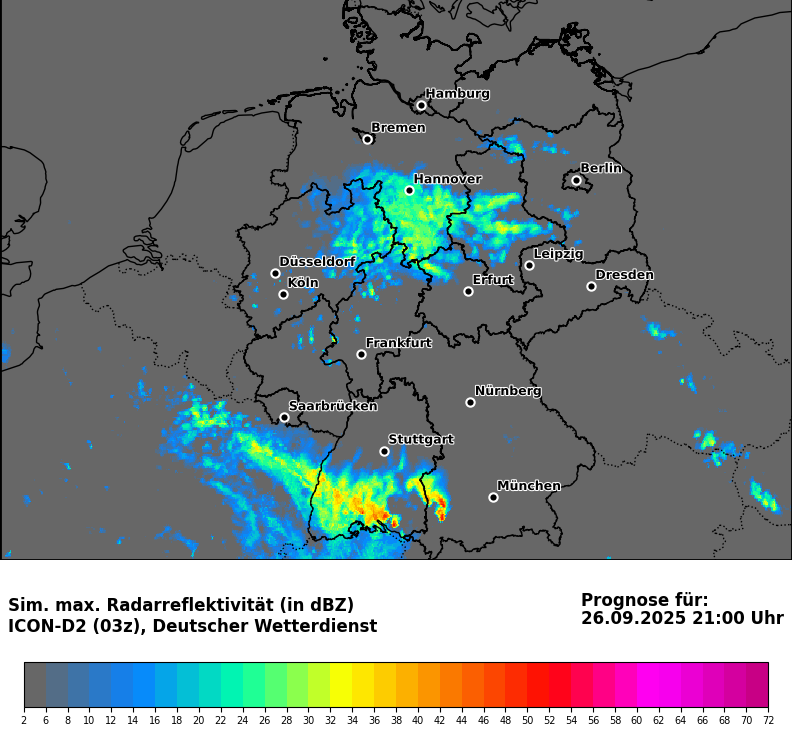 Hamburg
Bremen
Berlin
Hannover
Leipzig
Düsseldorf
Dresden
Köln
Erfurt
Frankfurt
Nürnberg
Saarbrücken
Stuttgart
München
Sim. max. Radarreflektivität (in dBZ)
ICON-D2 (03z), Deutscher Wetterdienst
Prognose für:
26.09.2025 21:00 Uhr
2 6 8 10 12 14 16 18 20 22 24 26 28 30 32 34 36 38 40 42 44 46 48 50 52 54 56 58 60 62 64 66 68 70 72